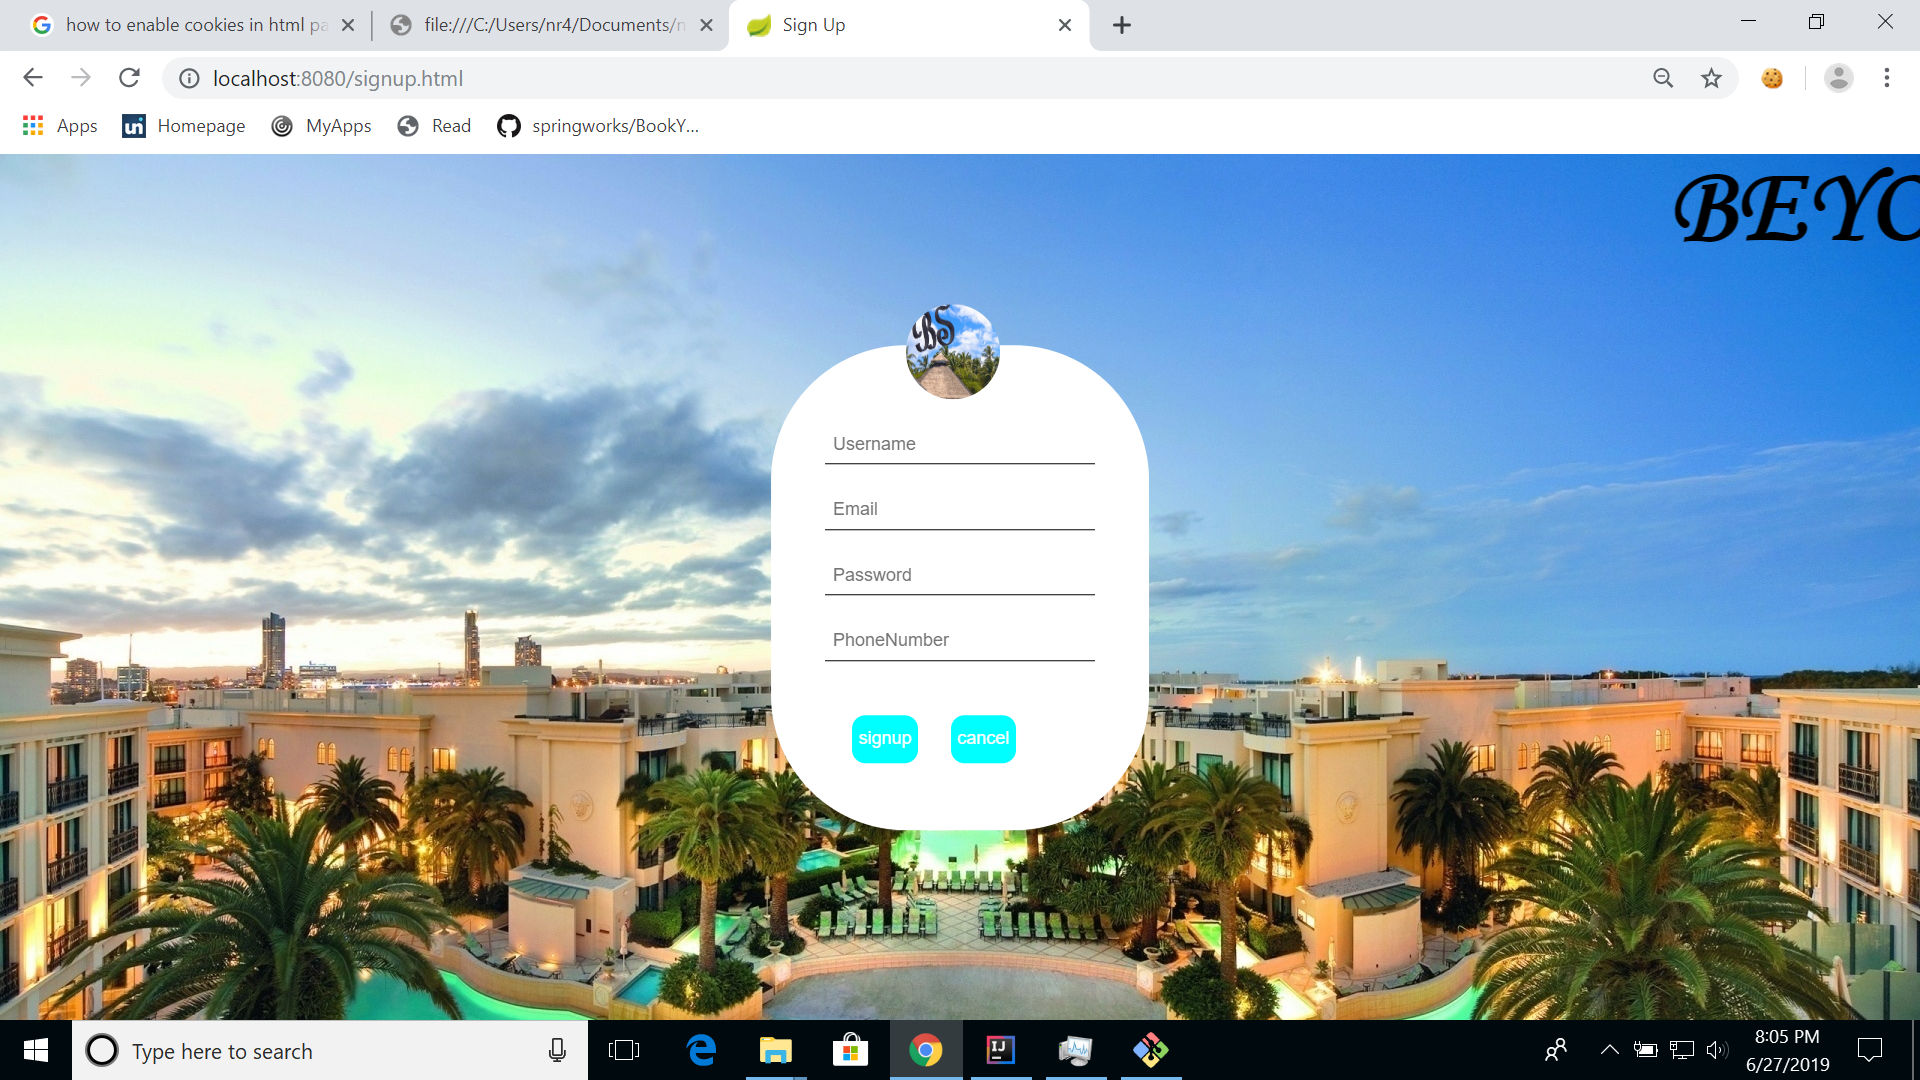 how to enable cookies in html pa
file:///C:/Users/nr4/Documents/n
Sign Up
localhost:8080/signup.html
Apps
un
Homepage
MyApps
Read
springworks/BookY...
BEYO
BS
Username
Email
Password
PhoneNumber
signup
cancel
Type here to search
IJ
8:05 PM
6/27/2019